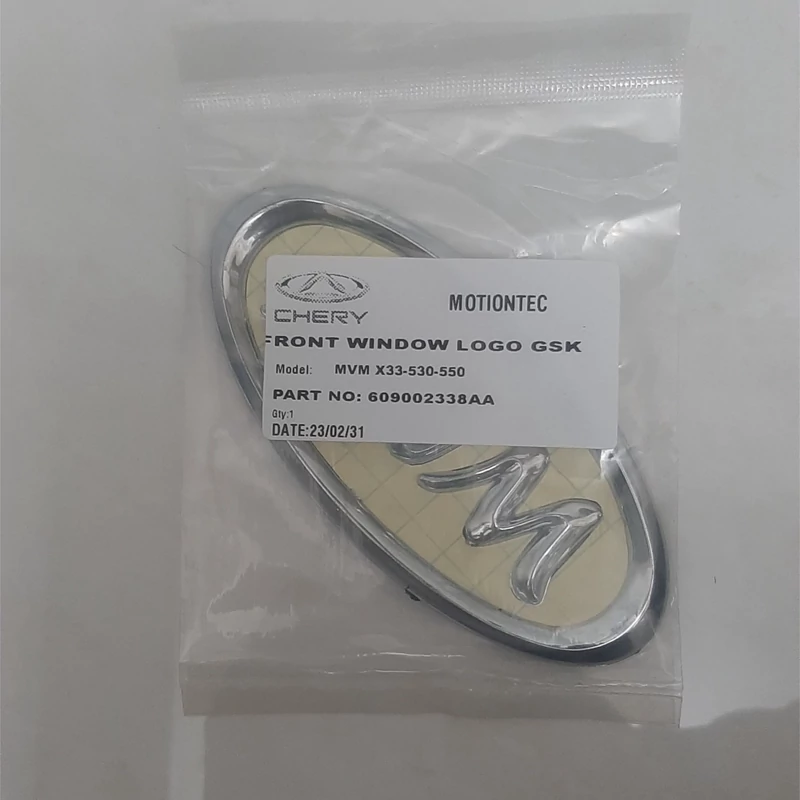 CHERY
MOTIONTEC
FRONT WINDOW LOGO GSK
Model: MVM X33-530-550
PART NO: 609002338AA
Qty:1
DATE:23/02/31
M